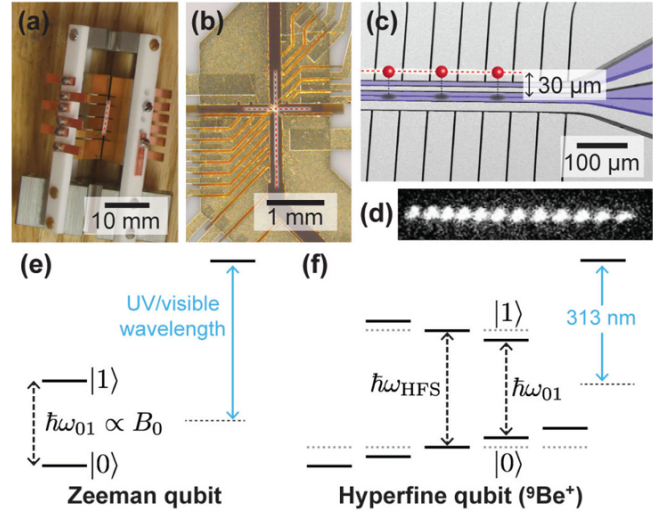 (a)
10 mm
(b)
1 mm
(c)
30 μm
100 μm
(d)
(e)
UV/visible
wavelength
|1⟩
ℏω01 ∝ B0
|0⟩
Zeeman qubit
(f)
|1⟩
313 nm
ℏωHFS
ℏω01
|0⟩
Hyperfine qubit (⁹Be⁺)